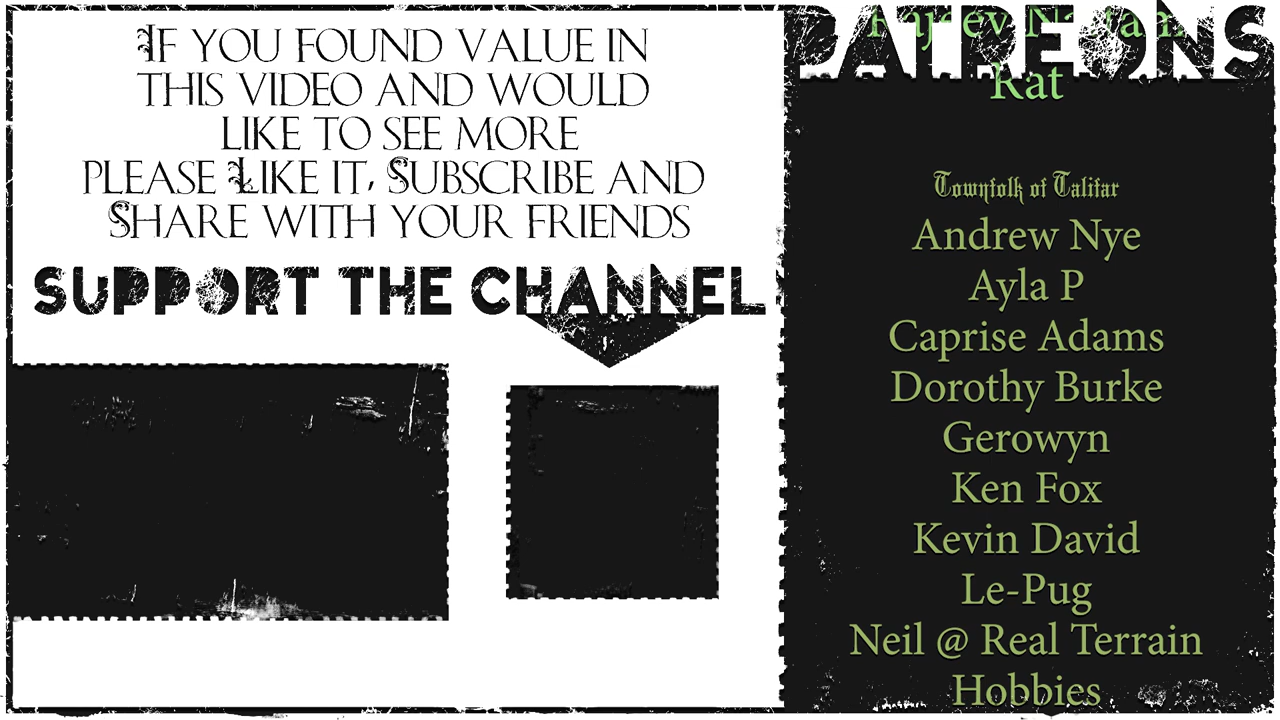 If you found value in
this video and would
like to see more
please Like it, Subscribe and
Share with your friends
SUPPORT THE CHANNEL
PATREONS
Rat
Townfolk of Talifar
Andrew Nye
Ayla P
Caprise Adams
Dorothy Burke
Gerowyn
Ken Fox
Kevin David
Le-Pug
Neil @ Real Terrain
Hobbies